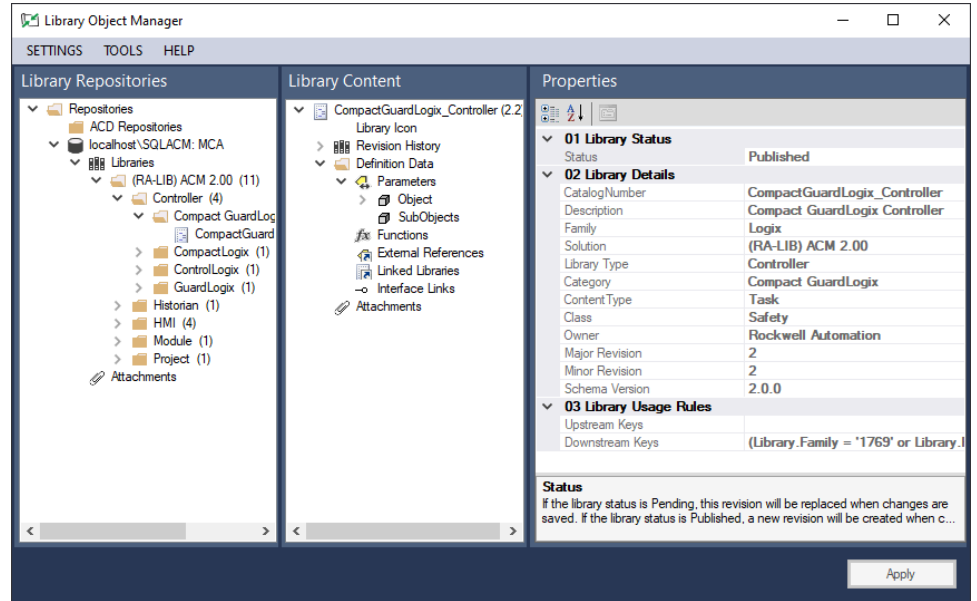 Library Object Manager
SETTINGS TOOLS HELP
Library Repositories
Repositories
ACD Repositories
localhost\SQLACM: MCA
Libraries
(RA-LIB) ACM 2.00 (11)
Controller (4)
Compact GuardLog
CompactGuard
CompactLogix (1)
ControlLogix (1)
GuardLogix (1)
Historian (1)
HMI (4)
Module (1)
Project (1)
Attachments
Library Content
CompactGuardLogix_Controller (2.2)
Library Icon
Revision History
Definition Data
Parameters
Object
SubObjects
Functions
External References
Linked Libraries
Interface Links
Attachments
Properties
01 Library Status
Status Published
02 Library Details
CatalogNumber CompactGuardLogix_Controller
Description Compact GuardLogix Controller
Family Logix
Solution (RA-LIB) ACM 2.00
Library Type Controller
Category Compact GuardLogix
ContentType Task
Class Safety
Owner Rockwell Automation
Major Revision 2
Minor Revision 2
Schema Version 2.0.0
03 Library Usage Rules
Upstream Keys
Downstream Keys (Library.Family = '1769' or Library.
Status
If the library status is Pending, this revision will be replaced when changes are
saved. If the library status is Published, a new revision will be created when c...
Apply